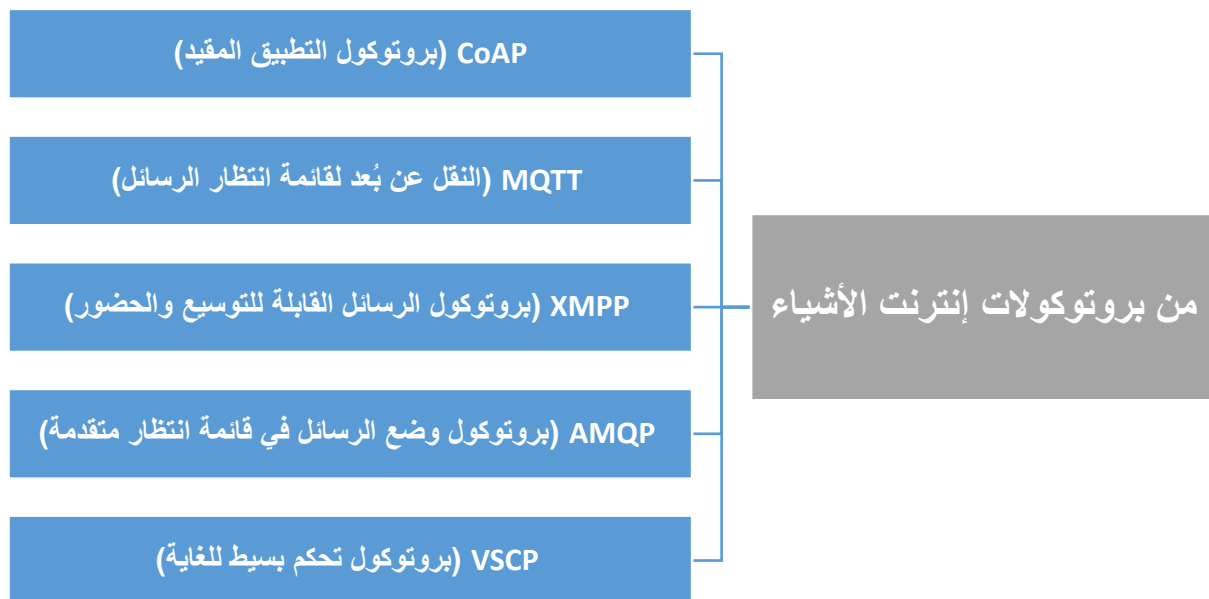 من بروتوكولات إنترنت الأشياء
CoAP (بروتوكول التطبيق المقيد)
MQTT (النقل عن بُعد لقائمة انتظار الرسائل)
XMPP (بروتوكول الرسائل القابلة للتوسيع والحضور)
AMQP (بروتوكول وضع الرسائل في قائمة انتظار متقدمة)
VSCP (بروتوكول تحكم بسيط للغاية)